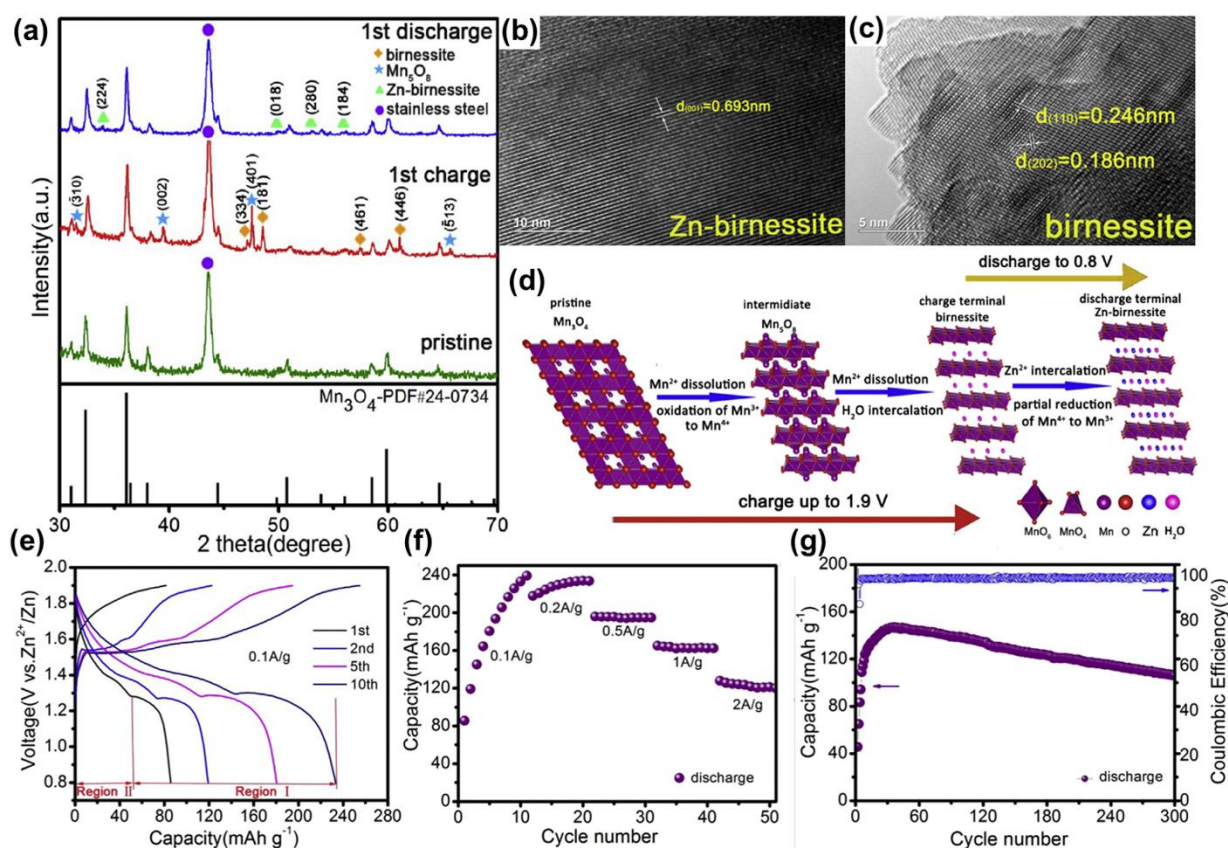 (a)
1st discharge
birnessite
Mn5O8
Zn-birnessite
stainless steel
(224)
(018)
(280)
(184)
1st charge
(3̄10)
(002)
(334)
(401)
(181)
(461)
(446)
(5̄13)
pristine
Mn3O4-PDF#24-0734
Intensity(a.u.)
30 40 50 60 70
2 theta(degree)
(b)
d(001)=0.693nm
10 nm
Zn-birnessite
(c)
d(110)=0.246nm
d(202)=0.186nm
5 nm
birnessite
(d)
discharge to 0.8 V
pristine
Mn3O4
intermidiate
Mn5O8
charge terminal
birnessite
discharge terminal
Zn-birnessite
Mn2+ dissolution
oxidation of Mn3+
to Mn4+
Mn2+ dissolution
H2O intercalation
Zn2+ intercalation
partial reduction
of Mn4+ to Mn3+
charge up to 1.9 V
MnO6 MnO4 Mn O Zn H2O
(e)
Voltage(V vs.Zn2+/Zn)
2.0
1.8
1.6
1.4
1.2
1.0
0.8
0.1A/g
1st
2nd
5th
10th
Region II
Region I
0 40 80 120 160 200 240 280
Capacity(mAh g-1)
(f)
Capacity(mAh g-1)
240
200
160
120
80
40
0
0.1A/g
0.2A/g
0.5A/g
1A/g
2A/g
discharge
0 10 20 30 40 50
Cycle number
(g)
Capacity(mAh g-1)
200
160
120
80
40
0
discharge
0 60 120 180 240 300
Cycle number
100
80
60
40
20
0
Coulombic Efficiency(%)